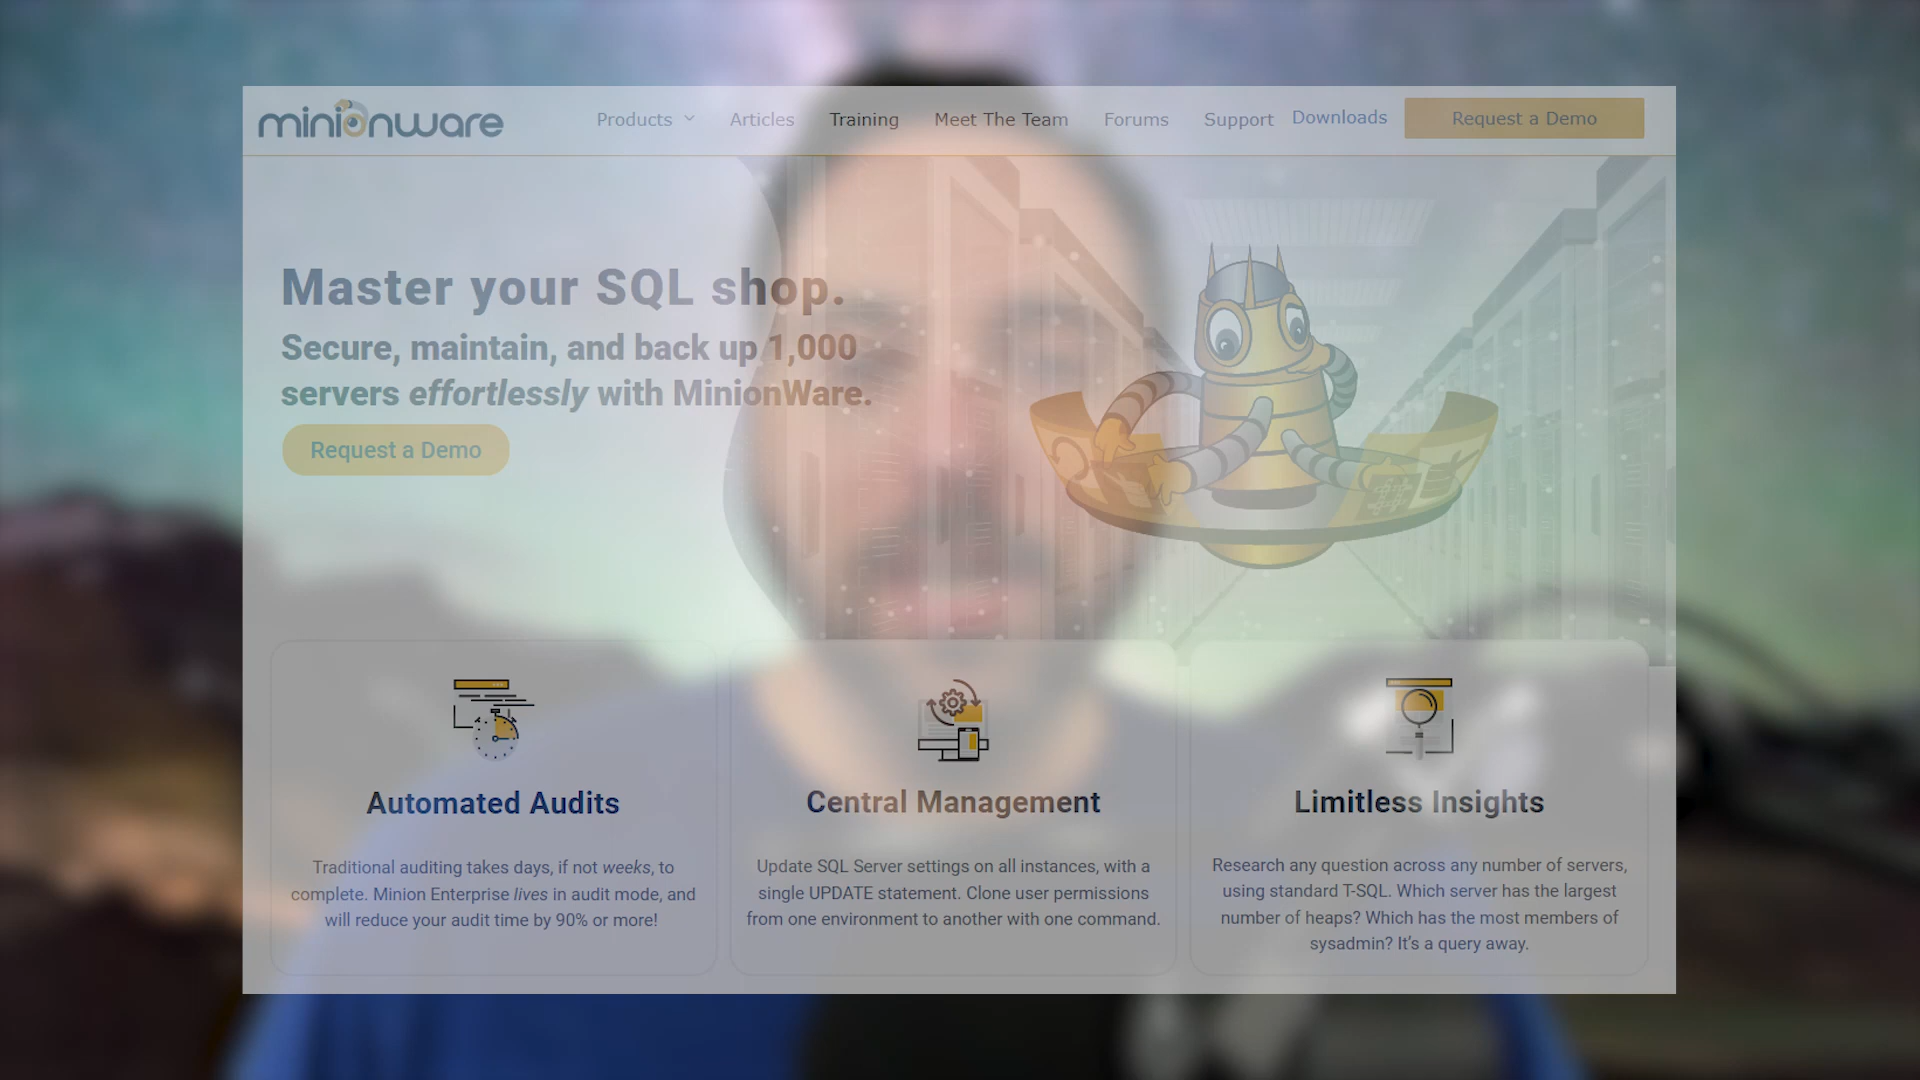 minionware
Products Articles Training Meet The Team Forums Support Downloads Request a Demo
Master your SQL shop.
Secure, maintain, and back up 1,000
servers effortlessly with MinionWare.
Request a Demo
Automated Audits
Traditional auditing takes days, if not weeks, to
complete. Minion Enterprise lives in audit mode, and
will reduce your audit time by 90% or more!
Central Management
Update SQL Server settings on all instances, with a
single UPDATE statement. Clone user permissions
from one environment to another with one command.
Limitless Insights
Research any question across any number of servers,
using standard T-SQL. Which server has the largest
number of heaps? Which has the most members of
sysadmin? It's a query away.